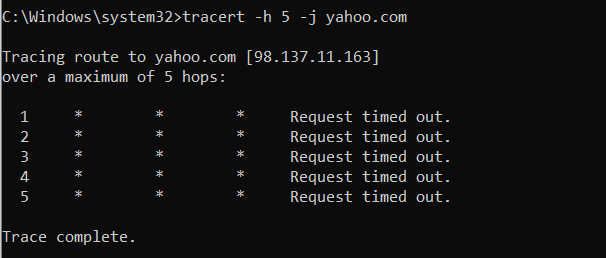 C:\Windows\system32>tracert -h 5 -j yahoo.com
Tracing route to yahoo.com [98.137.11.163]
over a maximum of 5 hops:
1 * * * Request timed out.
2 * * * Request timed out.
3 * * * Request timed out.
4 * * * Request timed out.
5 * * * Request timed out.
Trace complete.